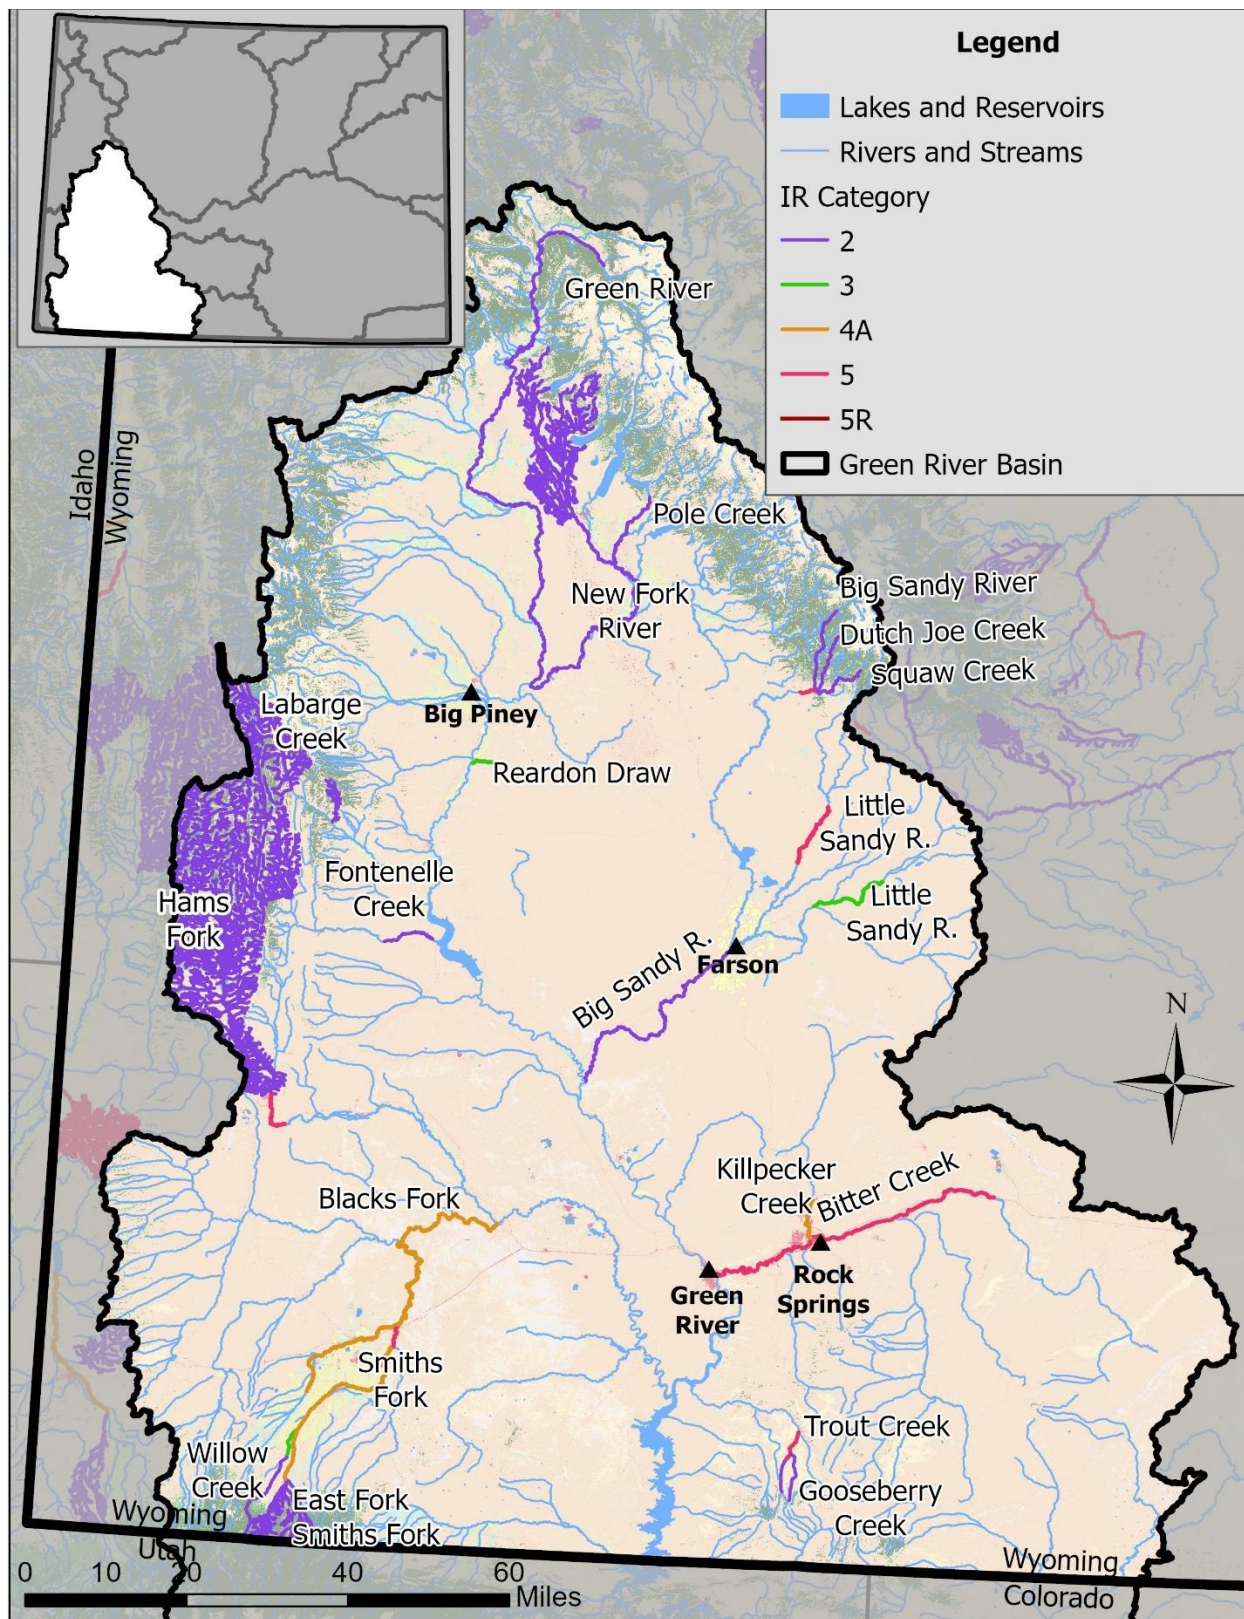 Legend
Lakes and Reservoirs
Rivers and Streams
IR Category
2
3
4A
5
5R
Green River Basin
Green River
Idaho
Wyoming
Pole Creek
Big Sandy River
New Fork
River
Dutch Joe Creek
Squaw Creek
Labarge
Creek
Big Piney
Reardon Draw
Little
Sandy R.
Fontenelle
Creek
Hams
Fork
Little
Sandy R.
Big Sandy R.
Farson
N
Killpecker
Creek
Bitter Creek
Blacks Fork
Green
River
Rock
Springs
Smiths
Fork
Trout Creek
Willow
Creek
Gooseberry
Creek
East Fork
Smiths Fork
Wyoming
Utah
Wyoming
Colorado
0 10 20 40 60
Miles